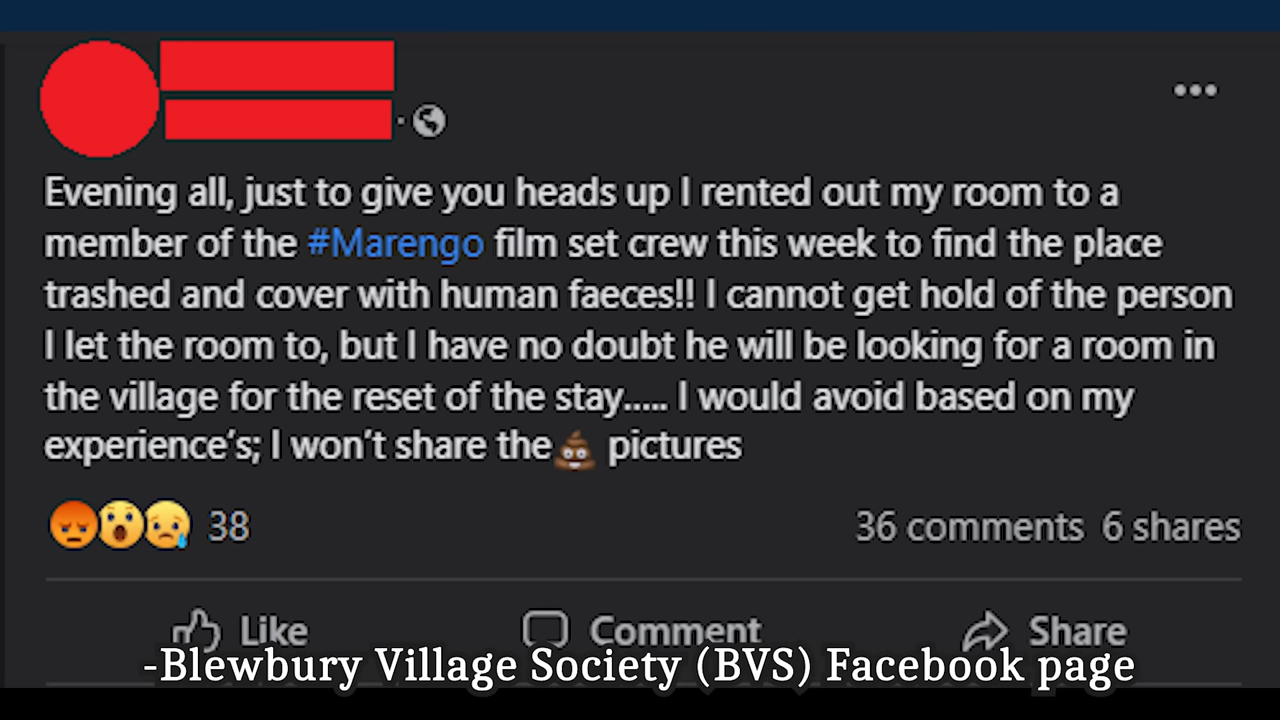 Evening all, just to give you heads up I rented out my room to a
member of the #Marengo film set crew this week to find the place
trashed and cover with human faeces!! I cannot get hold of the person
I let the room to, but I have no doubt he will be looking for a room in
the village for the reset of the stay..... I would avoid based on my
experience's; I won't share the💩 pictures
38 36 comments 6 shares
Like Comment Share
-Blewbury Village Society (BVS) Facebook page